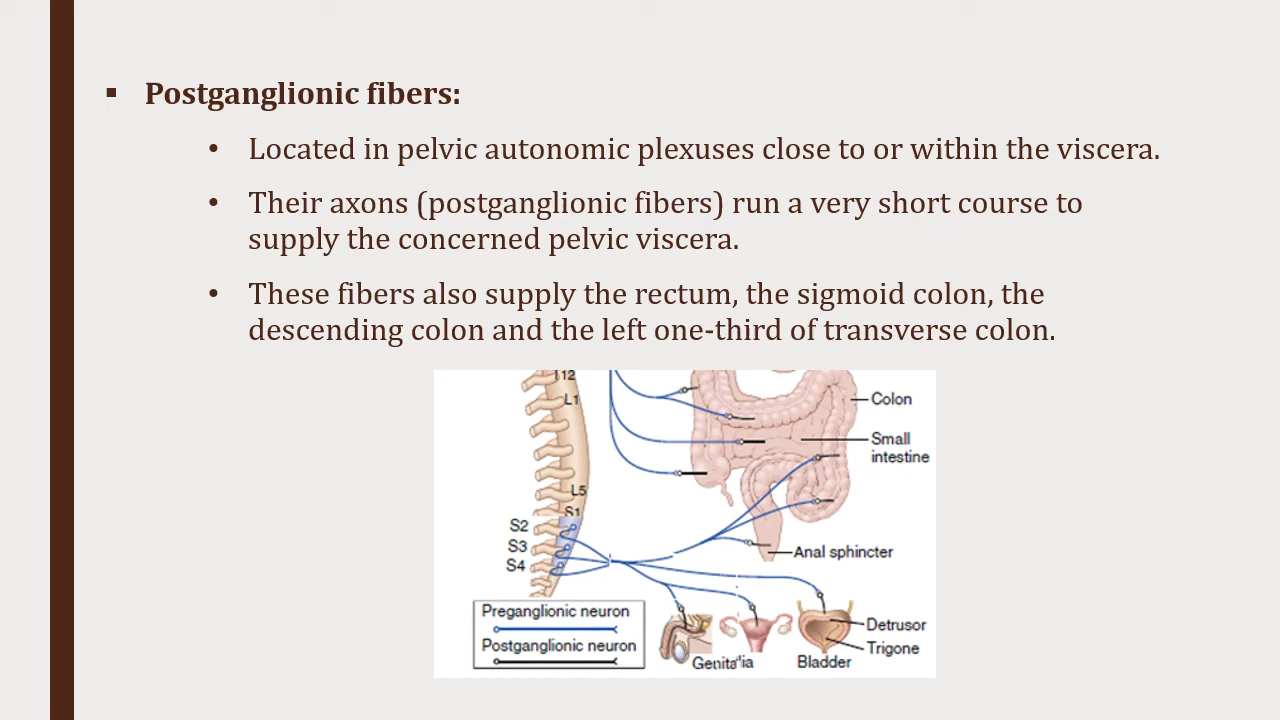 ▪ Postganglionic fibers:
• Located in pelvic autonomic plexuses close to or within the viscera.
• Their axons (postganglionic fibers) run a very short course to
supply the concerned pelvic viscera.
• These fibers also supply the rectum, the sigmoid colon, the
descending colon and the left one-third of transverse colon.
T12
L1
Colon
Small
intestine
L5
S1
S2
S3
S4
Anal sphincter
Preganglionic neuron
Postganglionic neuron
Detrusor
Trigone
Genitalia
Bladder